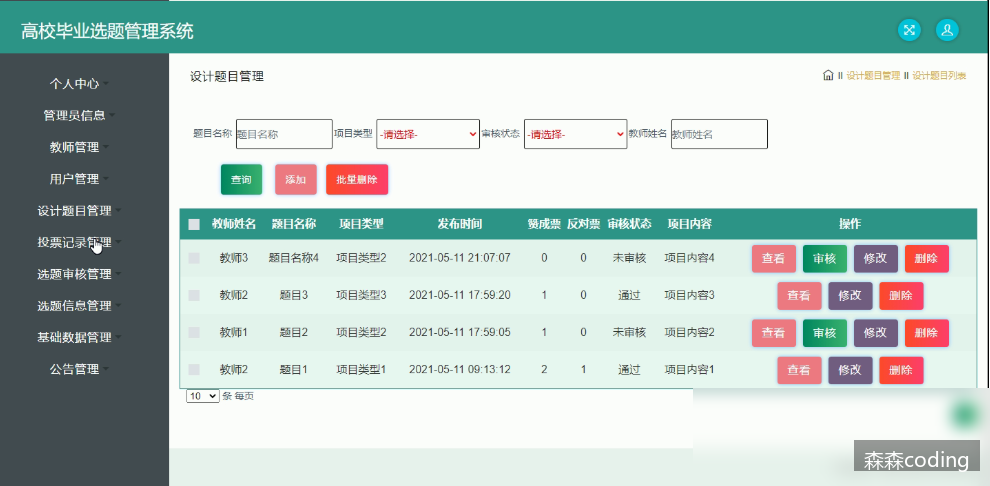 高校毕业选题管理系统
个人中心
管理员信息
教师管理
用户管理
设计题目管理
投票记录管理
选题审核管理
选题信息管理
基础数据管理
公告管理
设计题目管理
设计题目管理 设计题目列表
题目名称 题目名称 项目类型 -请选择- 审核状态 -请选择- 教师姓名 教师姓名
查询 添加 批量删除
教师姓名 题目名称 项目类型 发布时间 赞成票 反对票 审核状态 项目内容 操作
教师3 题目名称4 项目类型2 2021-05-11 21:07:07 0 0 未审核 项目内容4 查看 审核 修改 删除
教师2 题目3 项目类型3 2021-05-11 17:59:20 1 0 通过 项目内容3 查看 修改 删除
教师1 题目2 项目类型2 2021-05-11 17:59:05 1 0 未审核 项目内容2 查看 审核 修改 删除
教师2 题目1 项目类型1 2021-05-11 09:13:12 2 1 通过 项目内容1 查看 修改 删除
10 条 每页
森森coding